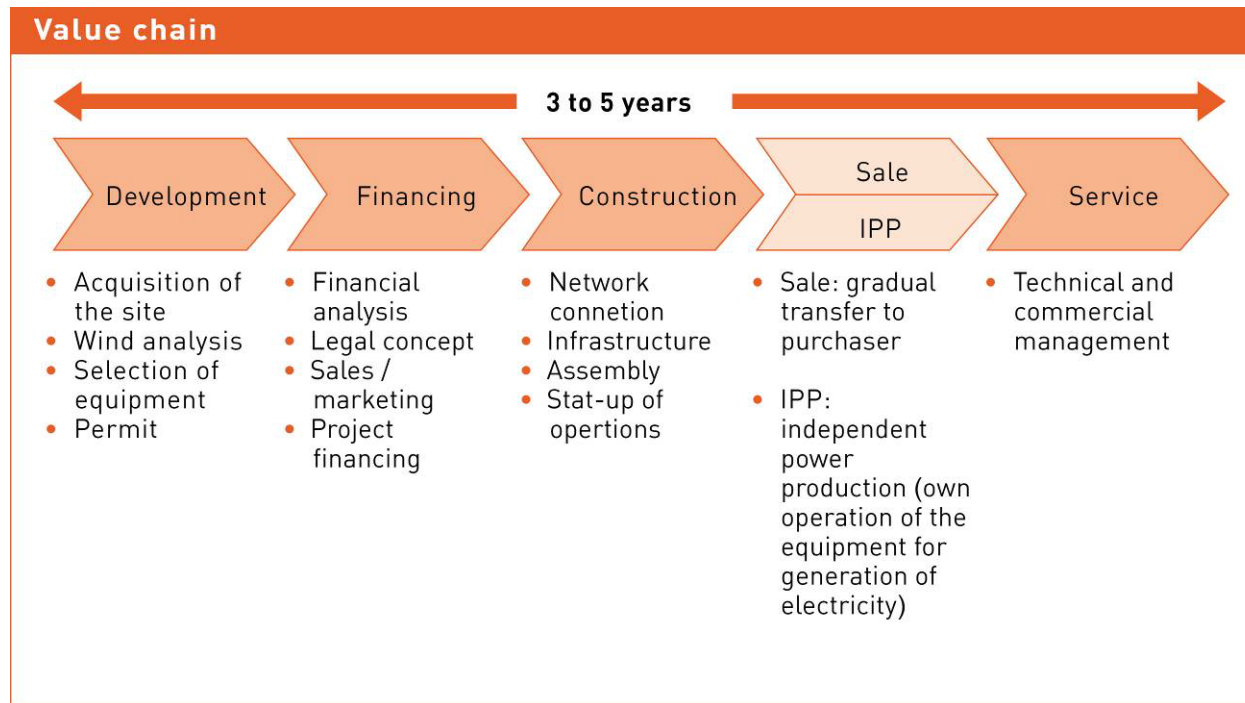 Value chain
3 to 5 years
Development
Financing
Construction
Sale
IPP
Service
• Acquisition of
the site
• Wind analysis
• Selection of
equipment
• Permit
• Financial
analysis
• Legal concept
• Sales /
marketing
• Project
financing
• Network
connetion
• Infrastructure
• Assembly
• Stat-up of
opertions
• Sale: gradual
transfer to
purchaser
• IPP:
independent
power
production (own
operation of the
equipment for
generation of
electricity)
• Technical and
commercial
management